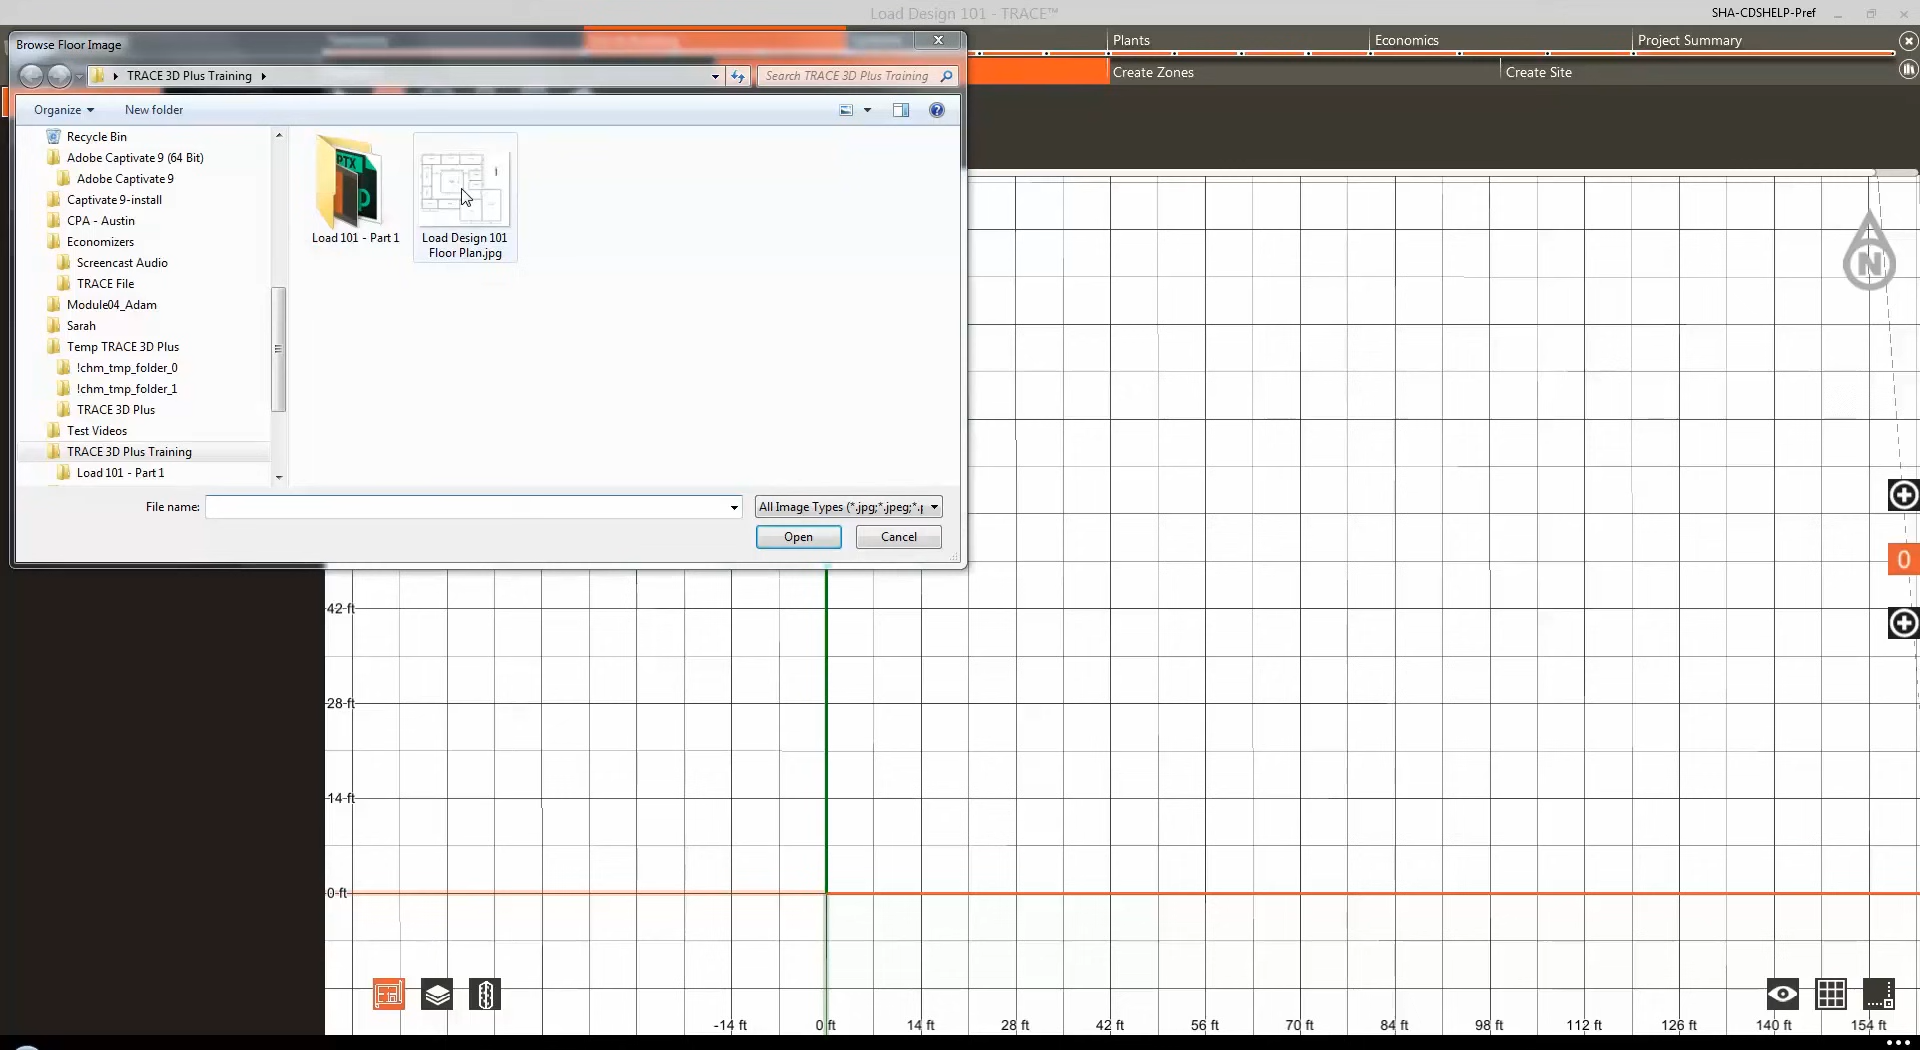 Load Design 101 - TRACE™
SHA-CDSHELP-Pref
Browse Floor Image
Plants
Economics
Project Summary
TRACE 3D Plus Training
Search TRACE 3D Plus Training
Create Zones
Create Site
Organize
New folder
Recycle Bin
Adobe Captivate 9 (64 Bit)
Adobe Captivate 9
Captivate 9-install
CPA - Austin
Economizers
Screencast Audio
TRACE File
Module04_Adam
Sarah
Temp TRACE 3D Plus
!chm_tmp_folder_0
!chm_tmp_folder_1
TRACE 3D Plus
Test Videos
TRACE 3D Plus Training
Load 101 - Part 1
PTX
Load 101 - Part 1
Load Design 101
Floor Plan.jpg
File name:
All Image Types (*.jpg;*.jpeg;*.p
Open
Cancel
N
0
42 ft
28 ft
14 ft
0 ft
-14 ft
0 ft
14 ft
28 ft
42 ft
56 ft
70 ft
84 ft
98 ft
112 ft
126 ft
140 ft
154 ft